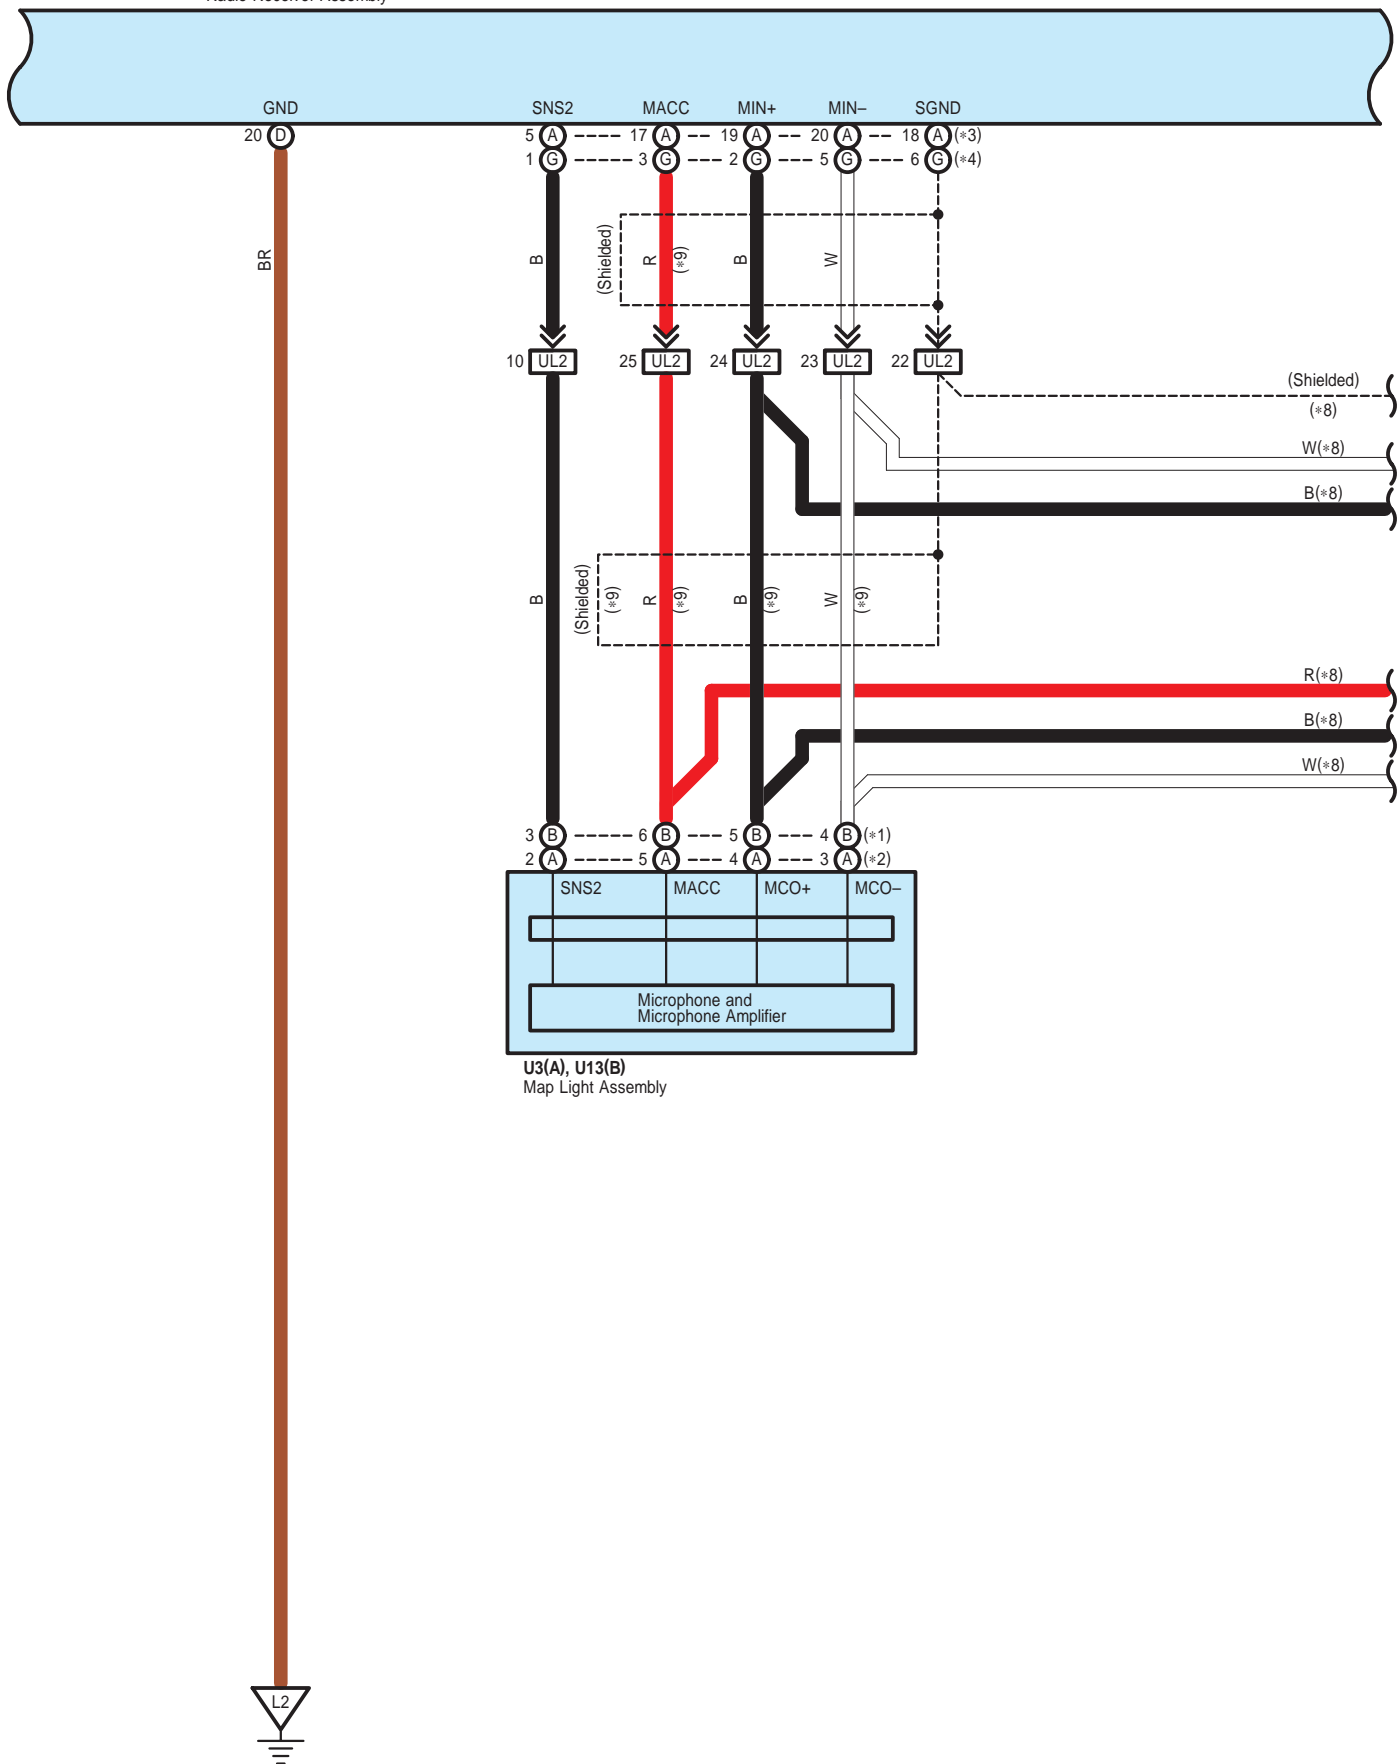 Radio Receiver Assembly
GND SNS2 MACC MIN+ MIN– SGND
20 D 5 A 17 A 19 A 20 A 18 A (*3)
1 G 3 G 2 G 5 G 6 G (*4)
BR B (Shielded) R (*9) B W
10 UL2 25 UL2 24 UL2 23 UL2 22 UL2
(Shielded)
(*8)
W(*8)
B(*8)
B (Shielded) (*9) R (*9) B (*9) W (*9)
R(*8)
B(*8)
W(*8)
3 B 6 B 5 B 4 B (*1)
2 A 5 A 4 A 3 A (*2)
SNS2 MACC MCO+ MCO–
Microphone and
Microphone Amplifier
U3(A), U13(B)
Map Light Assembly
L2